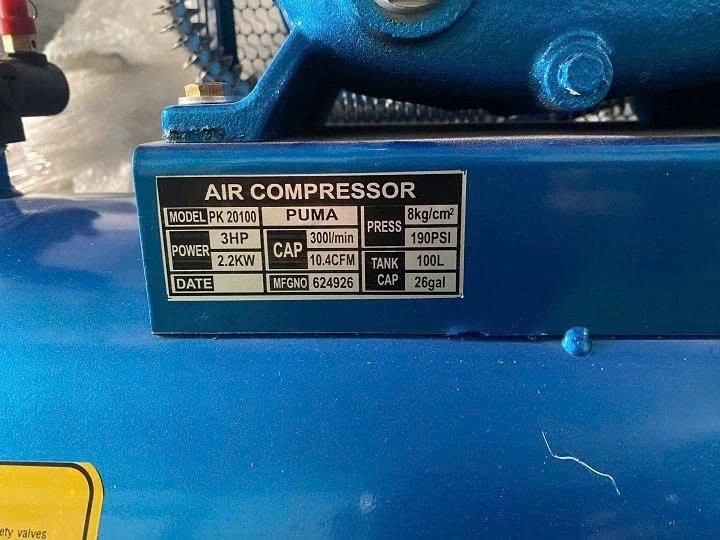 AIR COMPRESSOR
MODEL PK 20100 PUMA PRESS 8kg/cm²
190PSI
POWER 3HP CAP 300l/min
2.2KW 10.4CFM TANK CAP 100L
DATE MFGNO 624926 26gal
ety valves